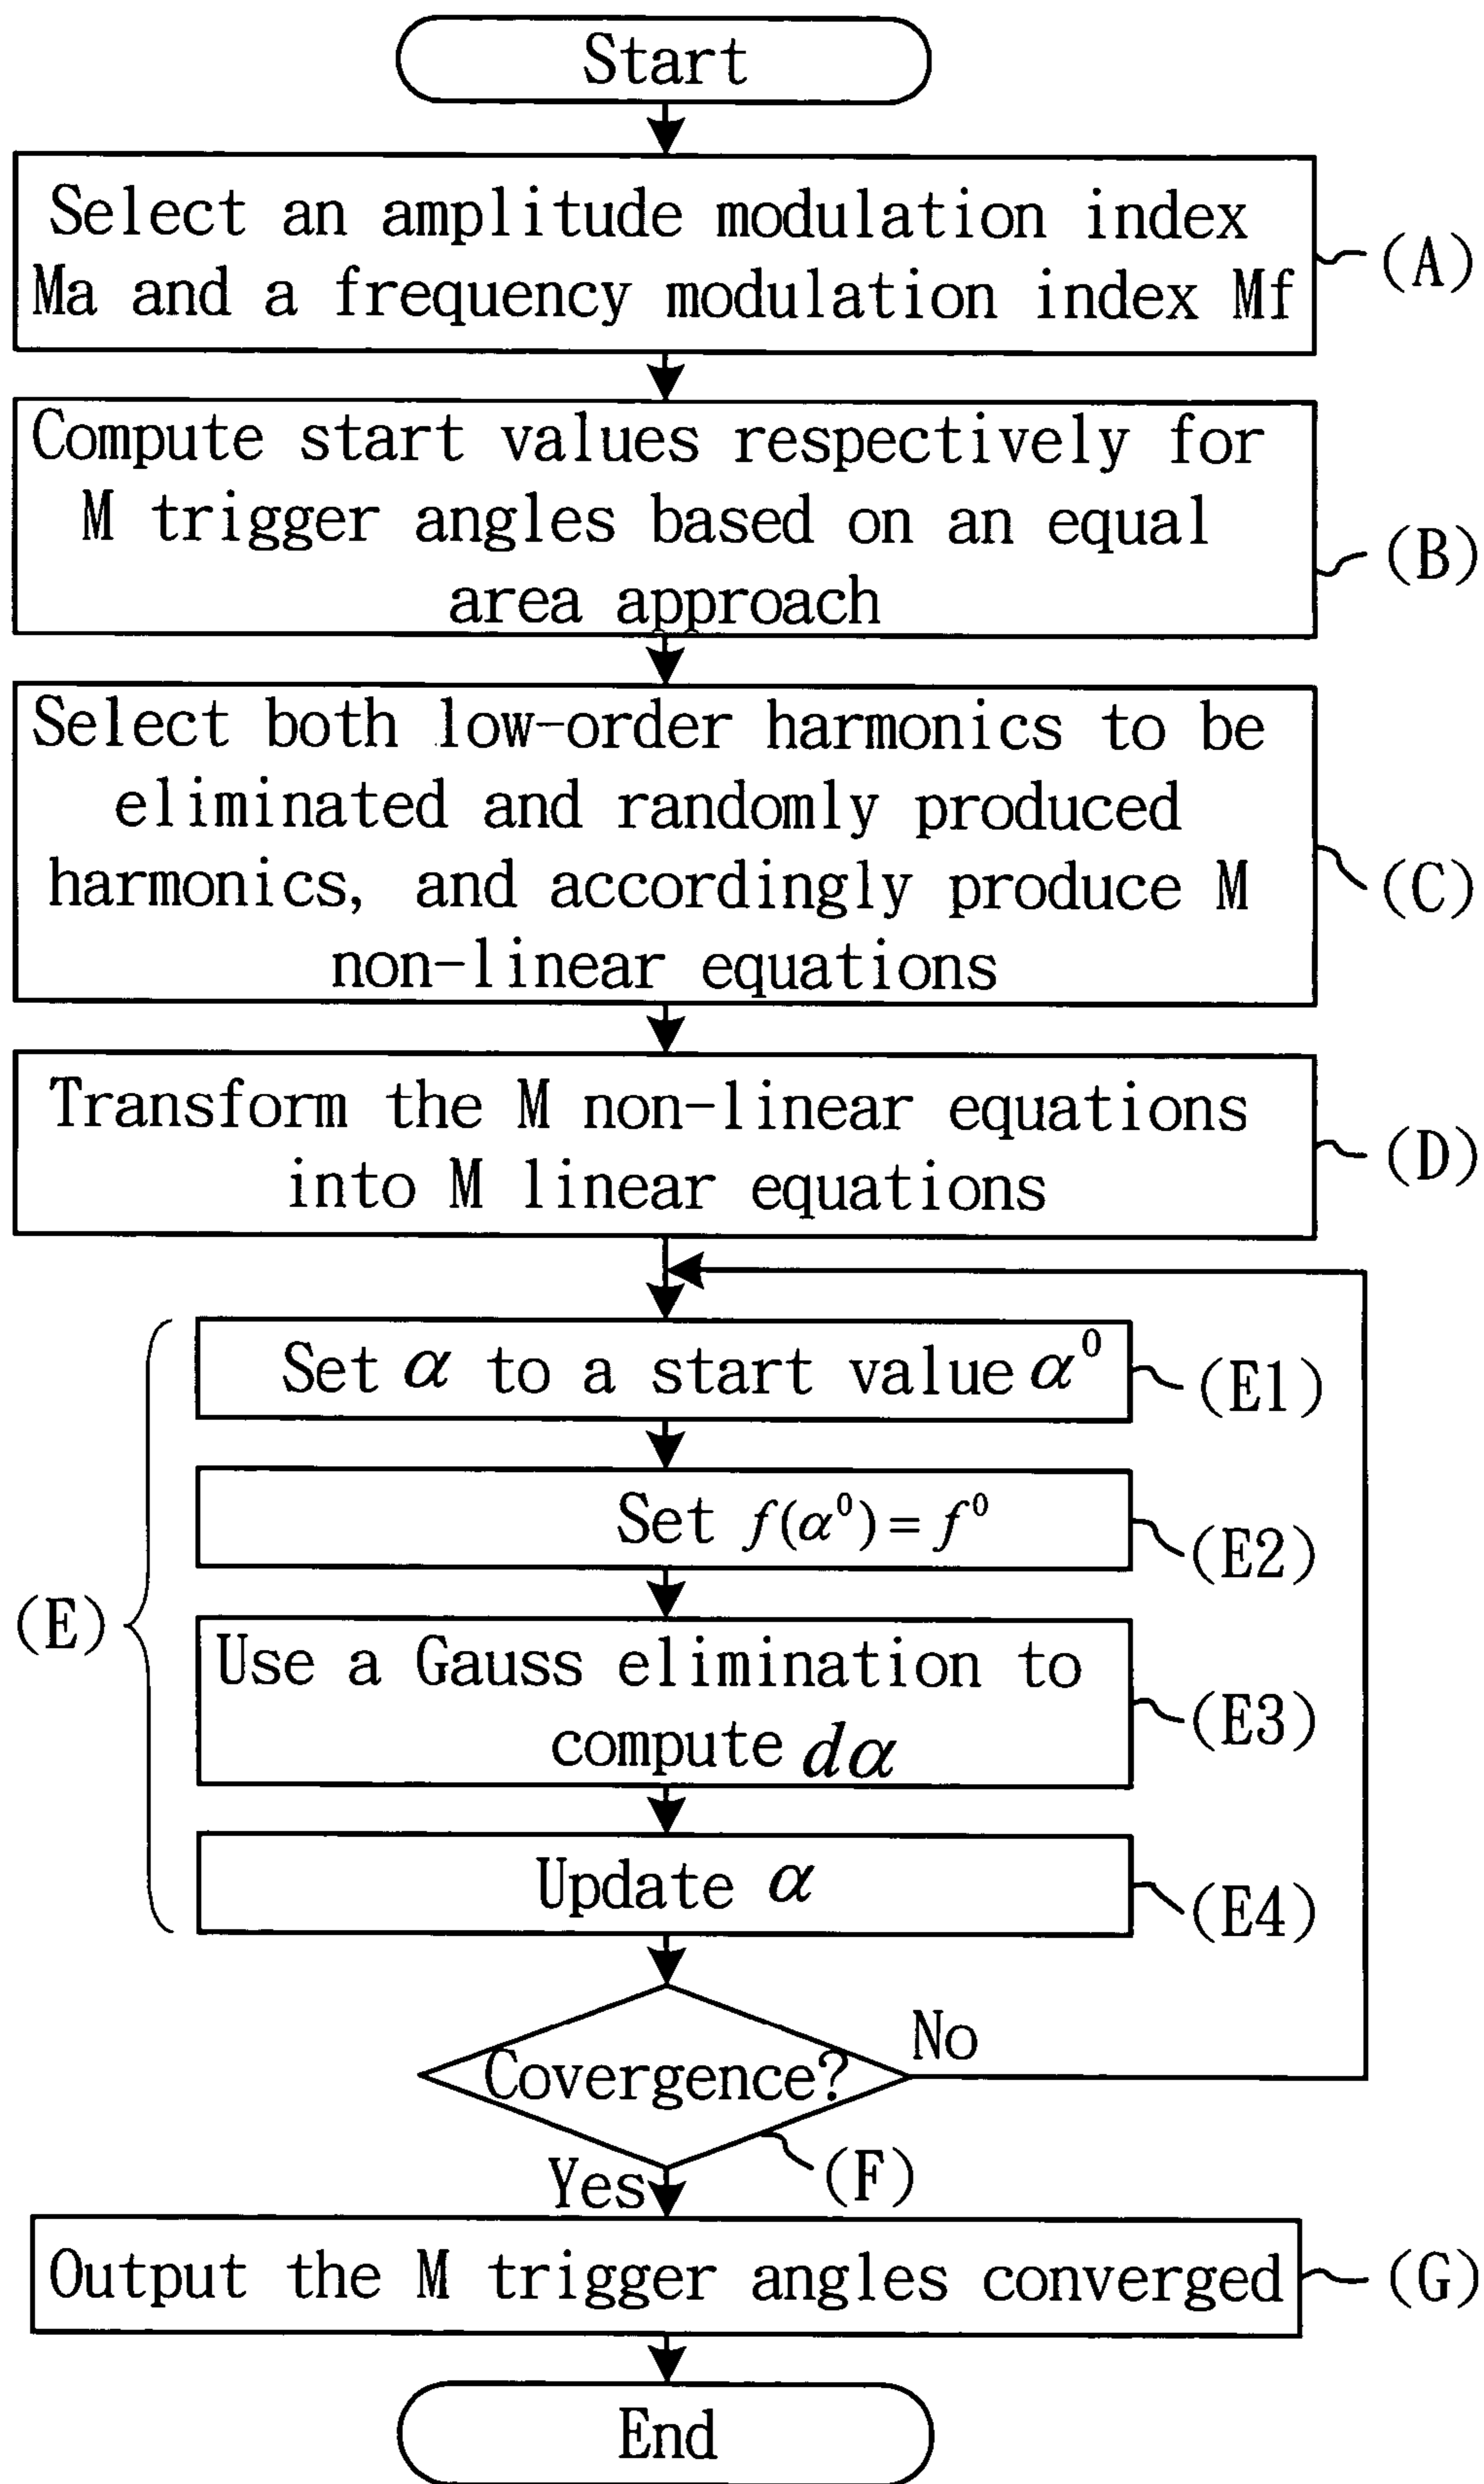 Start
Select an amplitude modulation index
Ma and a frequency modulation index Mf
(A)
Compute start values respectively for
M trigger angles based on an equal
area approach
(B)
Select both low-order harmonics to be
eliminated and randomly produced
harmonics, and accordingly produce M
non-linear equations
(C)
Transform the M non-linear equations
into M linear equations
(D)
(E)
Set α to a start value α⁰
(E1)
Set f(α⁰) = f⁰
(E2)
Use a Gauss elimination to
compute dα
(E3)
Update α
(E4)
Covergence?
No
(F)
Yes
Output the M trigger angles converged
(G)
End